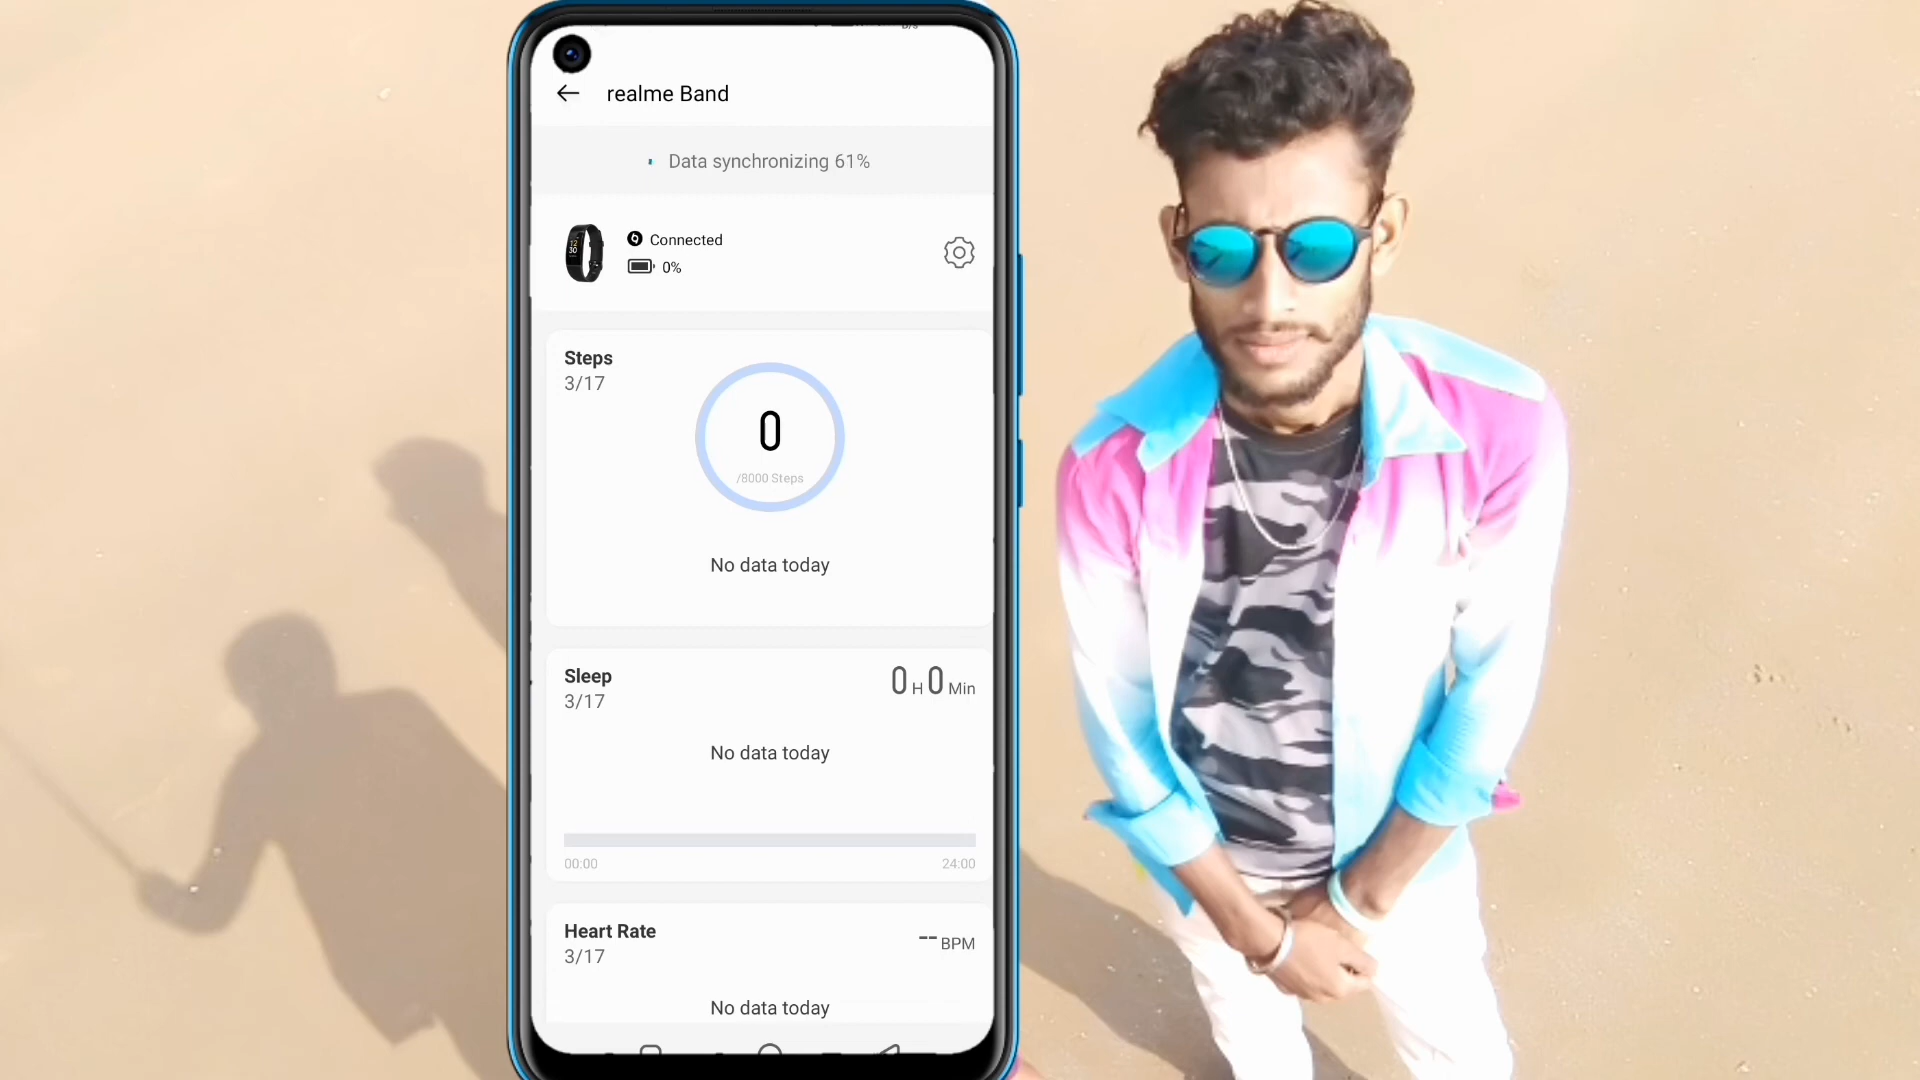 realme Band
Data synchronizing 61%
Connected
0%
Steps
3/17
0
/8000 Steps
No data today
Sleep
3/17
0 H 0 Min
No data today
00:00
24:00
Heart Rate
3/17
-- BPM
No data today